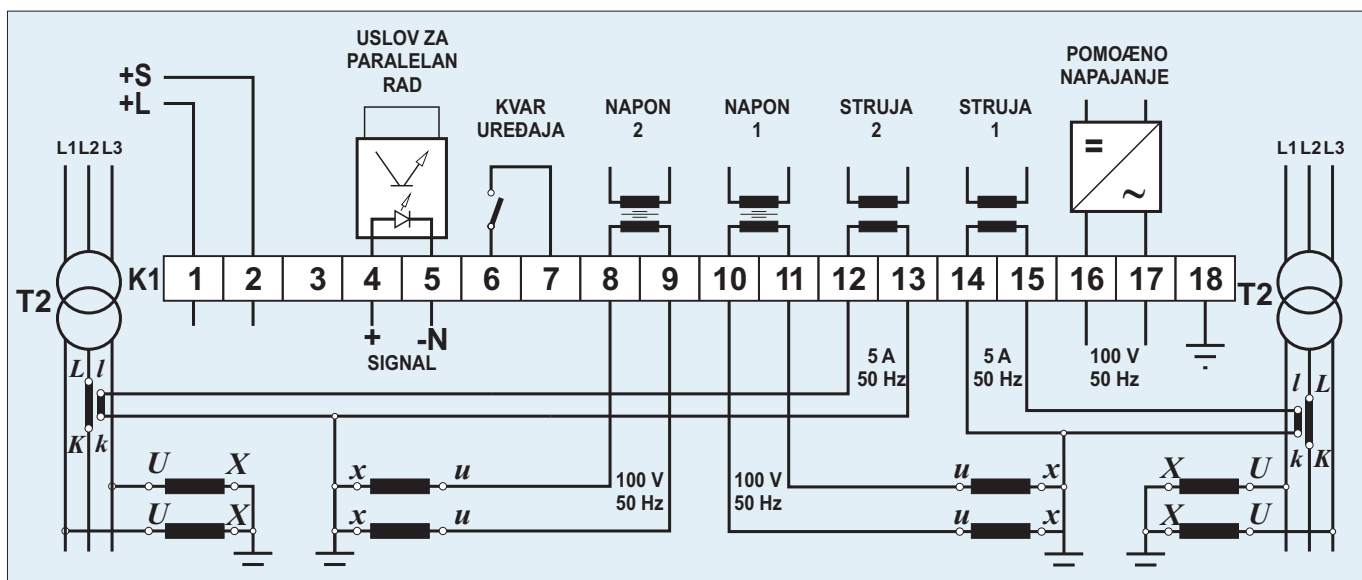 USLOV ZA
PARALELAN
RAD
+S
+L
KVAR
UREĐAJA
NAPON
2
NAPON
1
STRUJA
2
STRUJA
1
POMOÆNO
NAPAJANJE
=
~
L1 L2 L3
L1 L2 L3
T2
K1
1 2 3 4 5 6 7 8 9 10 11 12 13 14 15 16 17 18
T2
+ -N
SIGNAL
5 A
50 Hz
5 A
50 Hz
100 V
50 Hz
L l
K k
l L
k K
U X
x u
100 V
50 Hz
100 V
50 Hz
u x
X U
U X
x u
u x
X U